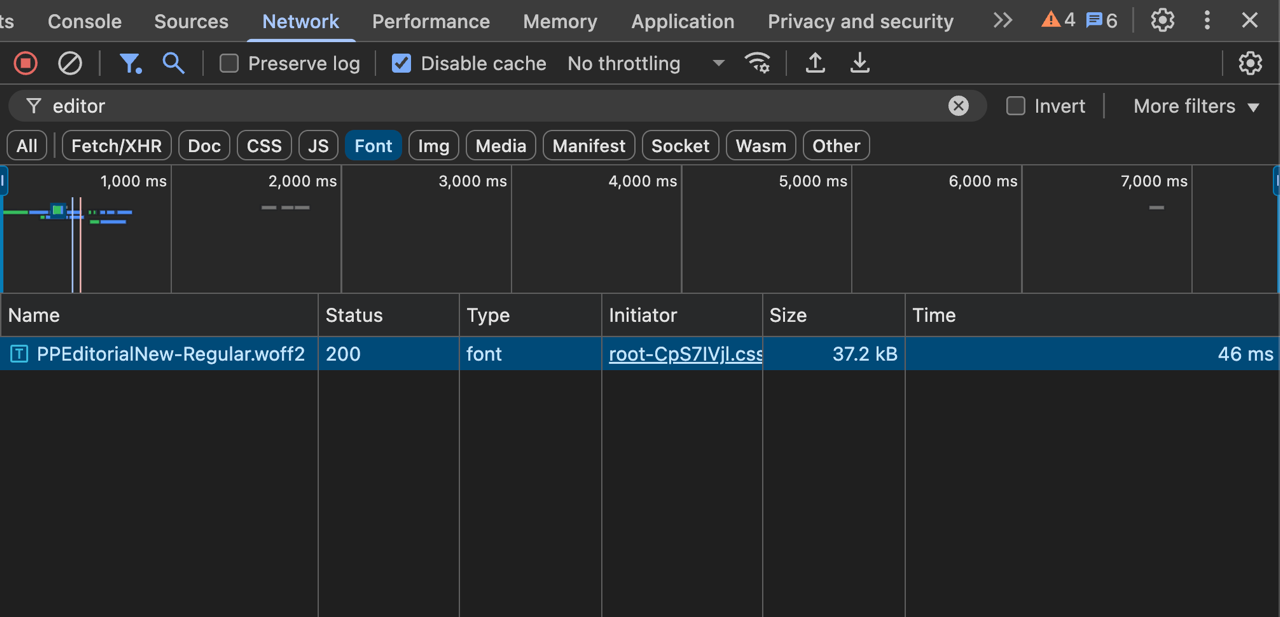 ts Console Sources Network Performance Memory Application Privacy and security 4 6
Preserve log Disable cache No throttling
editor Invert More filters
All Fetch/XHR Doc CSS JS Font Img Media Manifest Socket Wasm Other
1,000 ms 2,000 ms 3,000 ms 4,000 ms 5,000 ms 6,000 ms 7,000 ms
Name Status Type Initiator Size Time
T PPEditorialNew-Regular.woff2 200 font root-CpS7IVjl.css 37.2 kB 46 ms